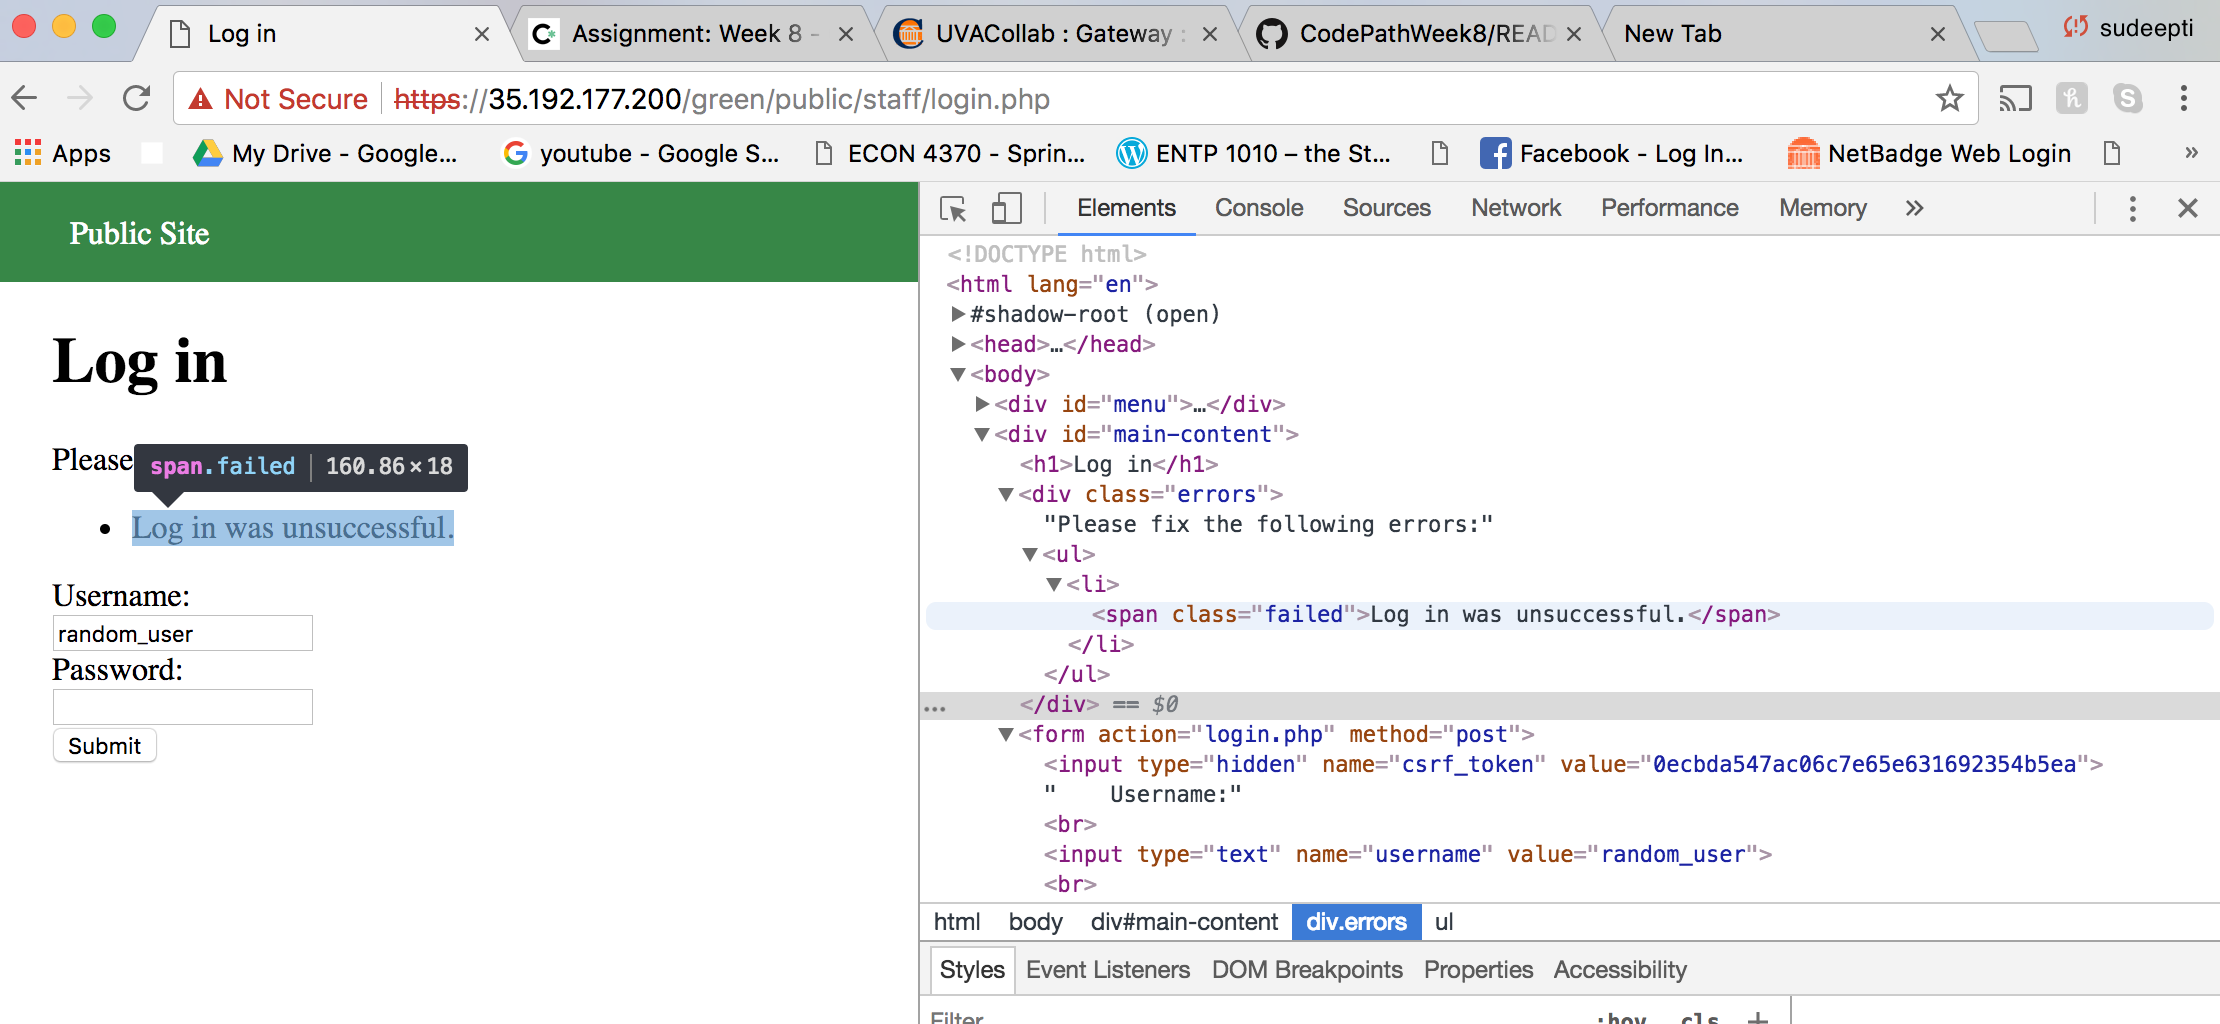 Log in
Assignment: Week 8 -
UVACollab : Gateway :
CodePathWeek8/READ
New Tab
sudeepti
Not Secure https://35.192.177.200/green/public/staff/login.php
Apps My Drive - Google... youtube - Google S... ECON 4370 - Sprin... ENTP 1010 – the St... Facebook - Log In... NetBadge Web Login »
Public Site
Log in
Please
span.failed 160.86×18
• Log in was unsuccessful.
Username:
random_user
Password:
Submit
Elements Console Sources Network Performance Memory »
<!DOCTYPE html>
<html lang="en">
▶#shadow-root (open)
▶<head>…</head>
▼<body>
▶<div id="menu">…</div>
▼<div id="main-content">
<h1>Log in</h1>
▼<div class="errors">
"Please fix the following errors:"
▼<ul>
▼<li>
<span class="failed">Log in was unsuccessful.</span>
</li>
</ul>
... </div> == $0
▼<form action="login.php" method="post">
<input type="hidden" name="csrf_token" value="0ecbda547ac06c7e65e631692354b5ea">
"    Username:"
<br>
<input type="text" name="username" value="random_user">
<br>
html body div#main-content div.errors ul
Styles Event Listeners DOM Breakpoints Properties Accessibility
Filter :hov .cls +